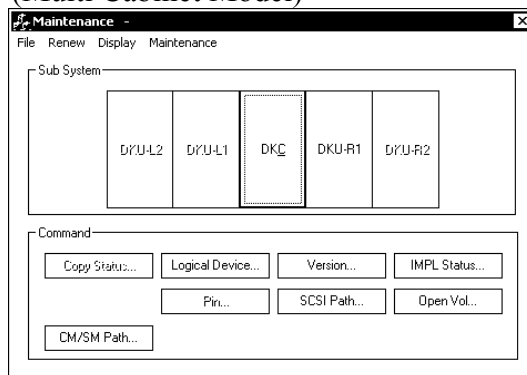 (Multi Cabinet Model)
Maintenance -
File Renew Display Maintenance
Sub System
DKU-L2 DKU-L1 DKC DKU-R1 DKU-R2
Command
Copy Status... Logical Device... Version... IMPL Status...
Pin... SCSI Path... Open Vol...
CM/SM Path...